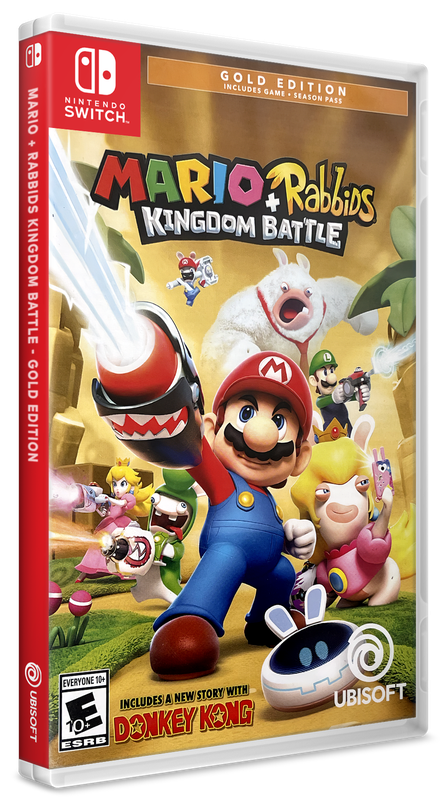 MARIO + RABBIDS KINGDOM BATTLE - GOLD EDITION
UBISOFT
NINTENDO
SWITCH™
GOLD EDITION
INCLUDES GAME + SEASON PASS
MARIO + Rabbids
KINGDOM BATTLE
M
L
EVERYONE 10+
E
10+
ESRB
INCLUDES A NEW STORY WITH
DONKEY KONG
UBISOFT